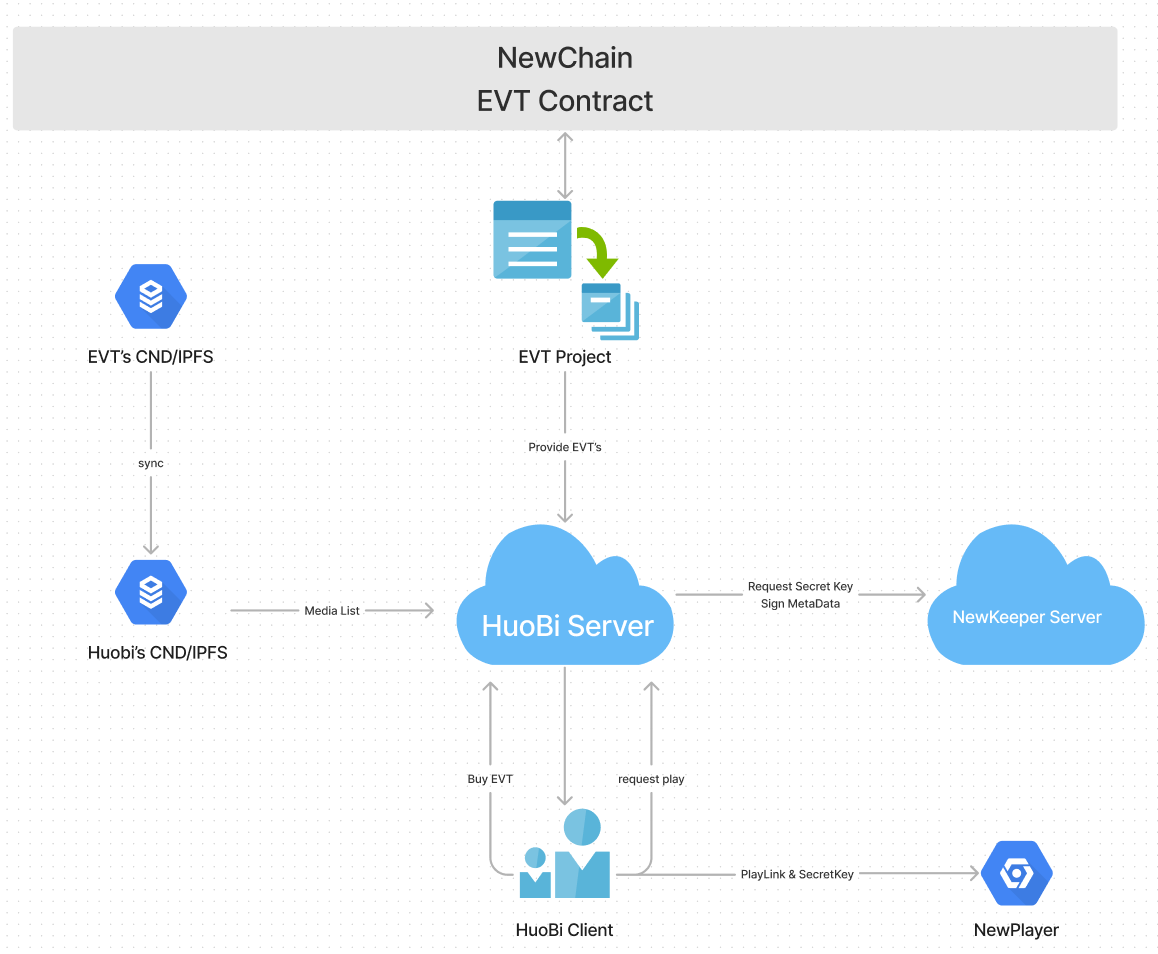 NewChain
EVT Contract
EVT's CND/IPFS
EVT Project
Provide EVT's
sync
Request Secret Key
Sign MetaData
Media List
HuoBi Server
NewKeeper Server
Huobi's CND/IPFS
Buy EVT
request play
PlayLink & SecretKey
HuoBi Client
NewPlayer